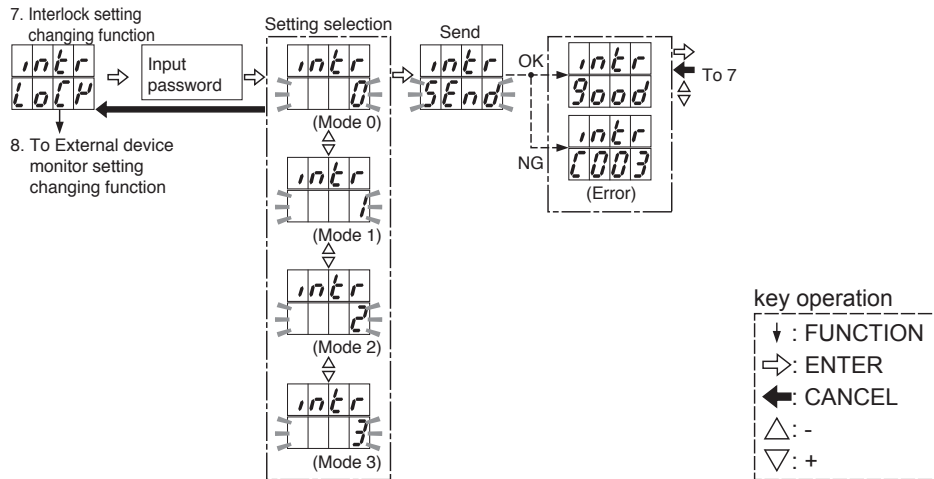 7. Interlock setting
changing function
intr
LoCK
Input
password
8. To External device
monitor setting
changing function
Setting selection
intr
0
(Mode 0)
intr
1
(Mode 1)
intr
2
(Mode 2)
intr
3
(Mode 3)
Send
intr
SEnd
OK
NG
intr
good
intr
C003
(Error)
To 7
key operation
: FUNCTION
: ENTER
: CANCEL
: -
: +